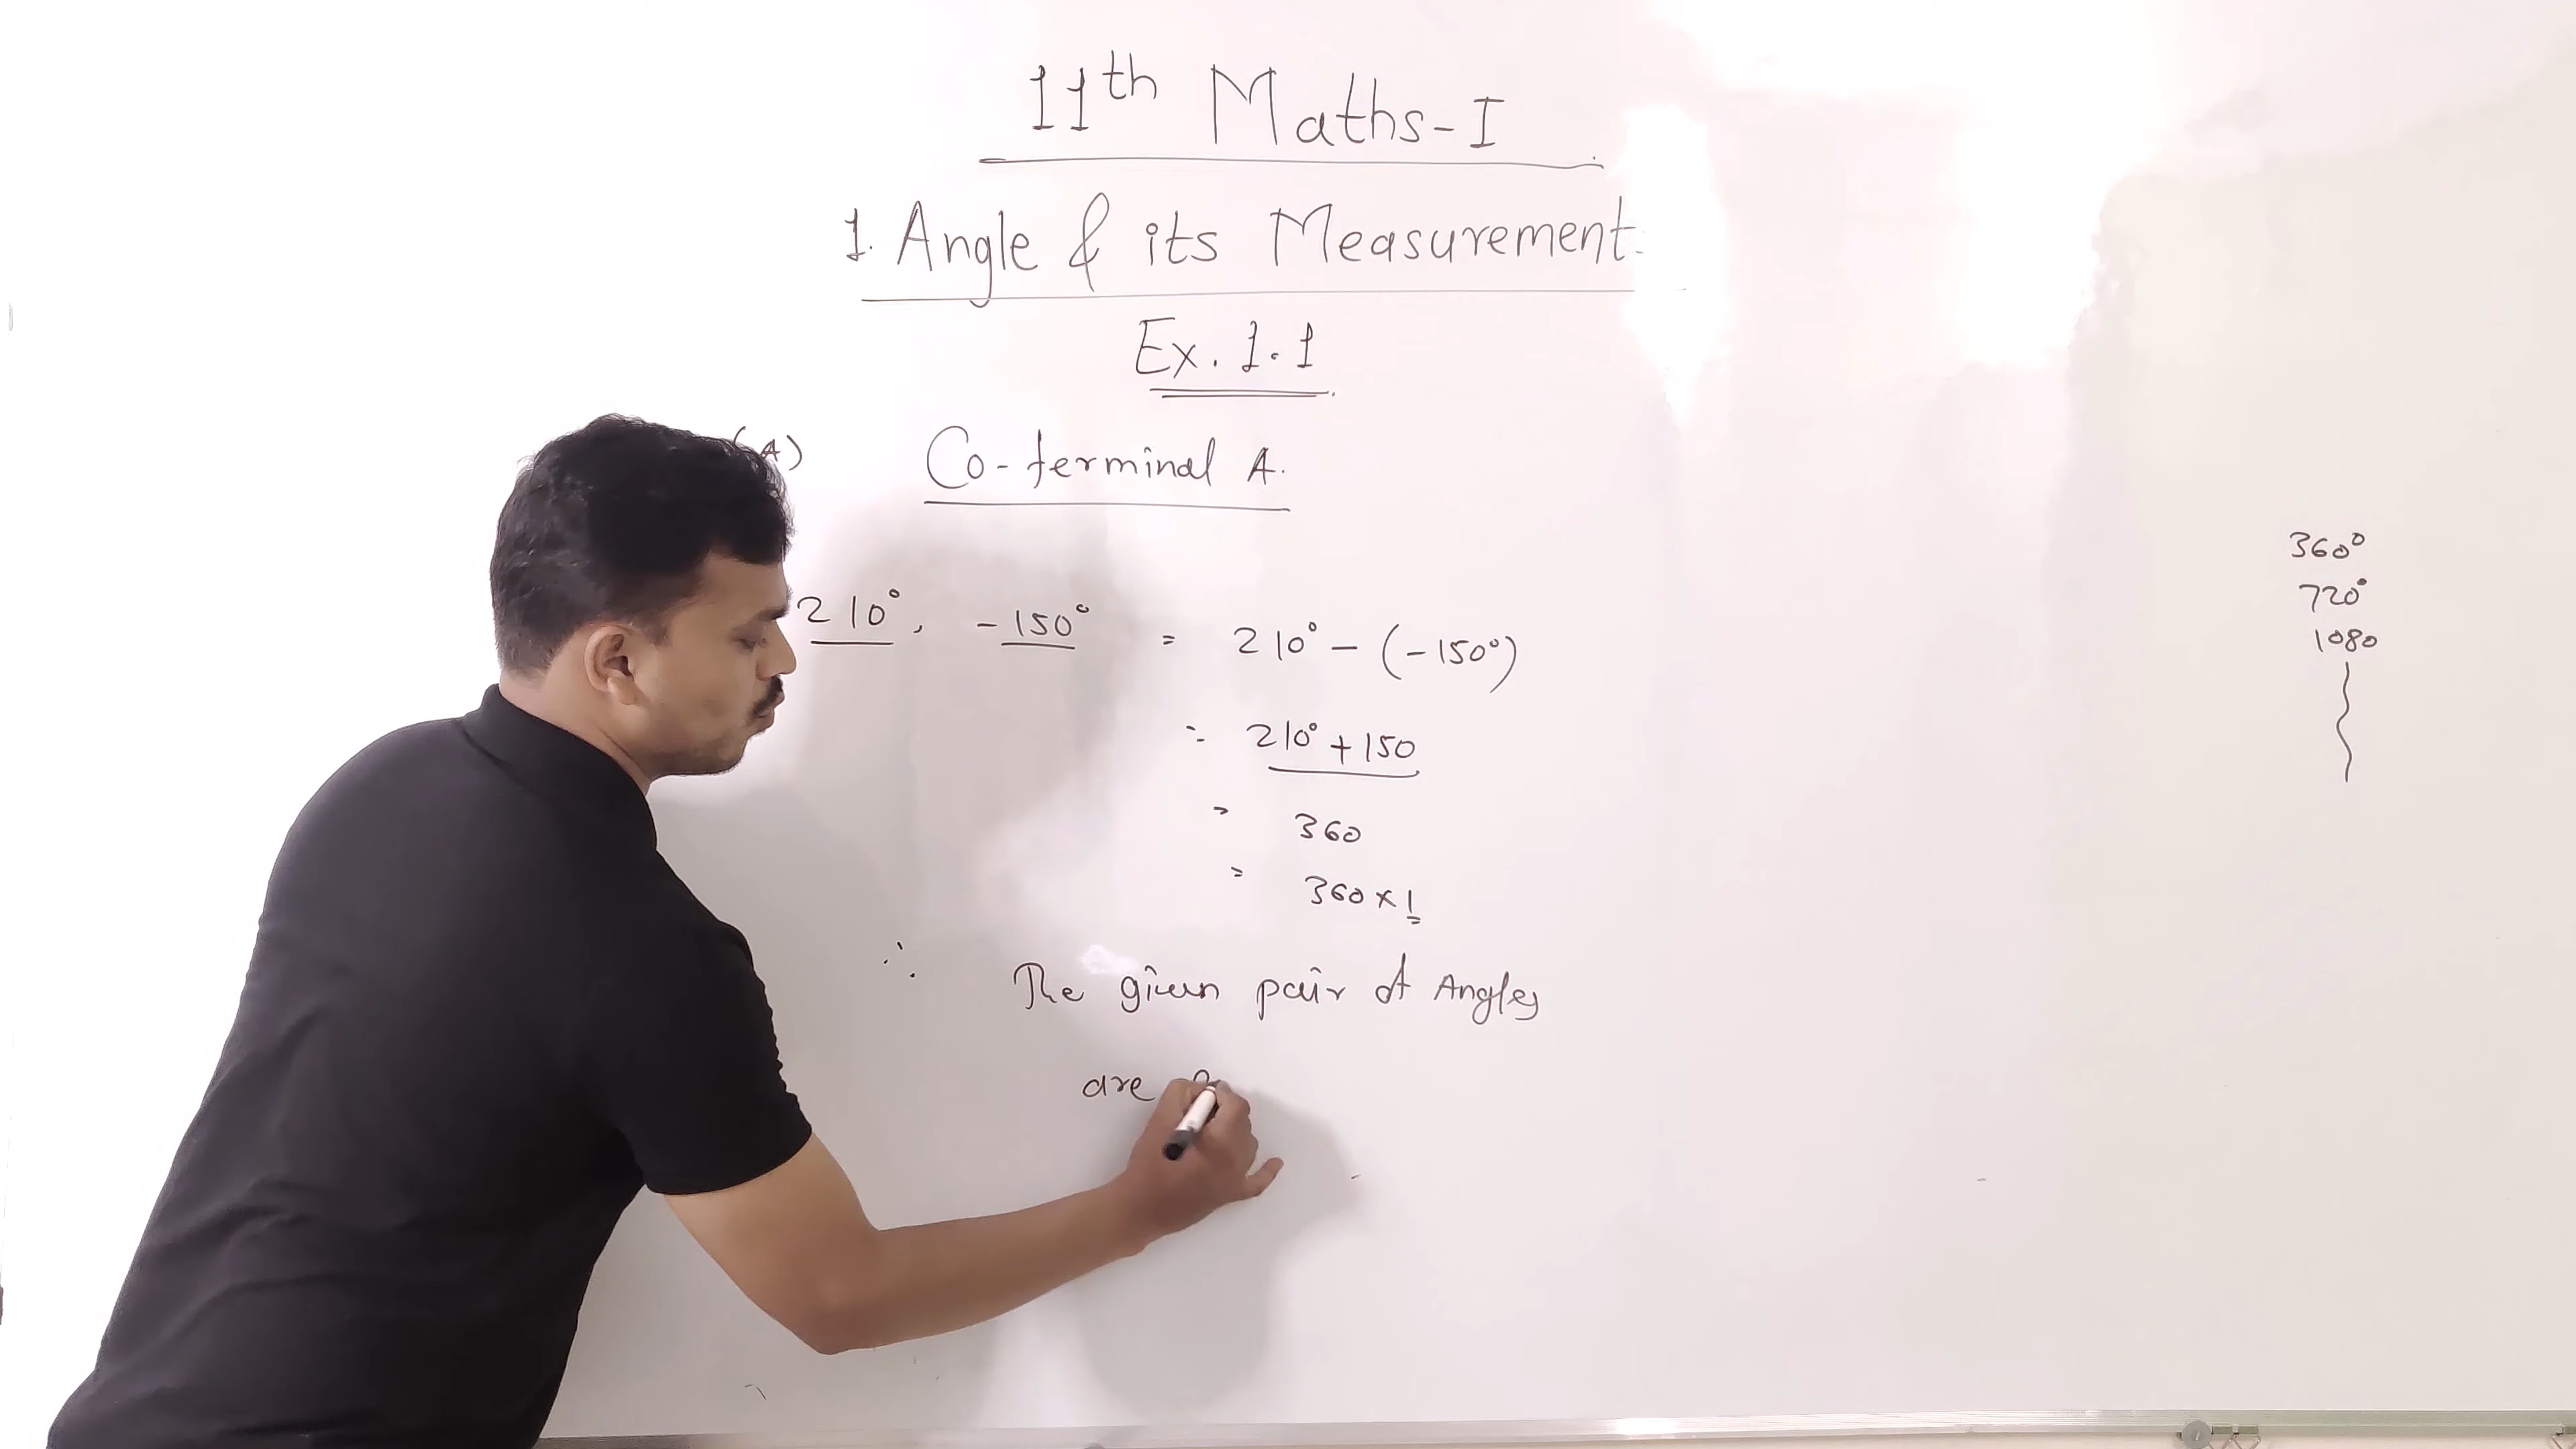 11th Maths-I
1. Angle & its Measurement.
Ex. 1.1
(A) Co-terminal A.
210°, -150° = 210° - (-150°)
= 210° + 150
= 360
= 360 × 1
∴ The given pair of Angles
are
360°
720°
1080